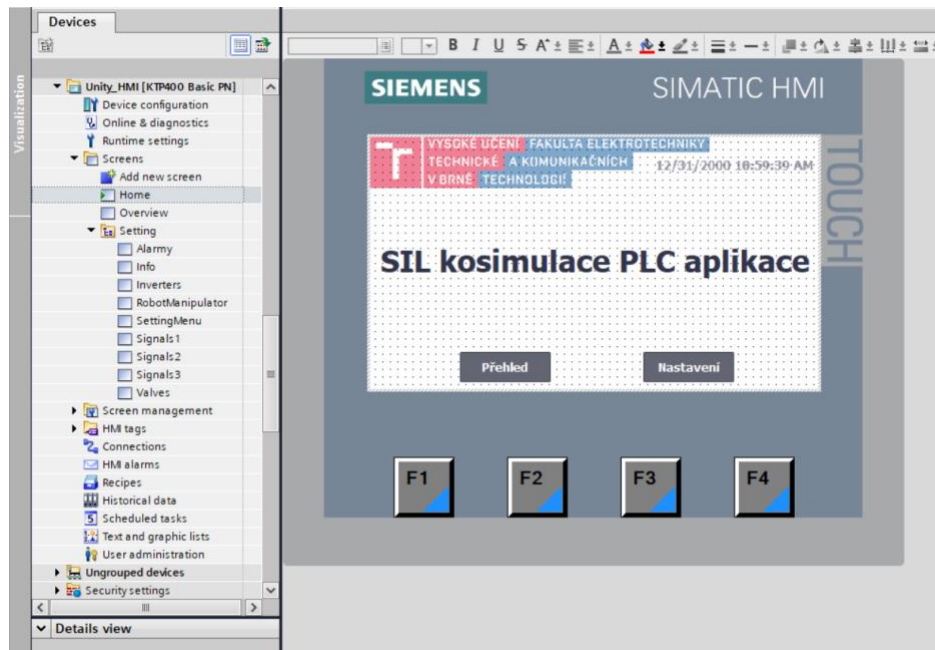 Devices
Visualization
B I U S A
Unity_HMI [KTP400 Basic PN]
Device configuration
Online & diagnostics
Runtime settings
Screens
Add new screen
Home
Overview
Setting
Alarmy
Info
Inverters
RobotManipulator
SettingMenu
Signals1
Signals2
Signals3
Valves
Screen management
HMI tags
Connections
HMI alarms
Recipes
Historical data
Scheduled tasks
Text and graphic lists
User administration
Ungrouped devices
Security settings
Details view
SIEMENS
SIMATIC HMI
TOUCH
VYSOKÉ UČENÍ FAKULTA ELEKTROTECHNIKY
TECHNICKÉ A KOMUNIKAČNÍCH
V BRNĚ TECHNOLOGIÍ
12/31/2000 10:59:39 AM
SIL kosimulace PLC aplikace
Přehled
Nastavení
F1
F2
F3
F4